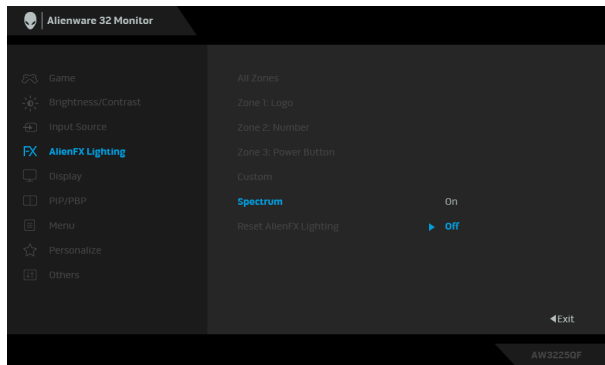 Alienware 32 Monitor
Game
All Zones
Brightness/Contrast
Zone 1: Logo
Input Source
Zone 2: Number
FX AlienFX Lighting
Zone 3: Power Button
Display
Custom
PIP/PBP
Spectrum
On
Menu
Reset AlienFX Lighting
Off
Personalize
Others
Exit
AW3225QF